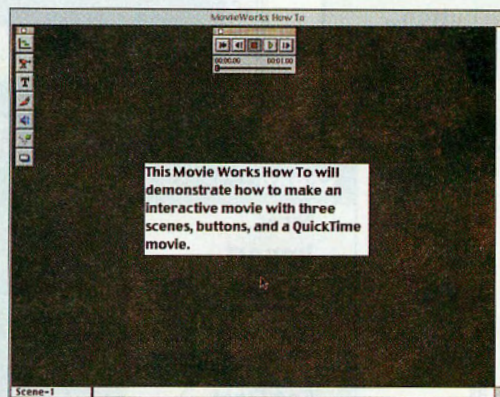 MovieWorks How To
00:00.00 00:01.00
T
This Movie Works How To will
demonstrate how to make an
interactive movie with three
scenes, buttons, and a QuickTime
movie.
Scene-1